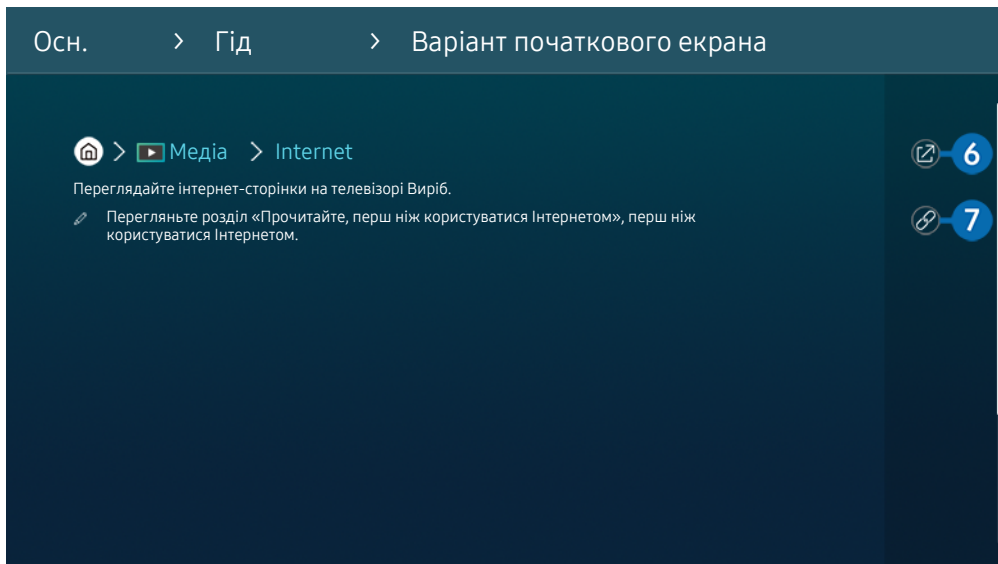 Осн. > Гід > Варіант початкового екрана
> Медіа > Internet
6
Переглядайте інтернет-сторінки на телевізорі Виріб.
Перегляньте розділ «Прочитайте, перш ніж користуватися Інтернетом», перш ніж
7
користуватися Інтернетом.